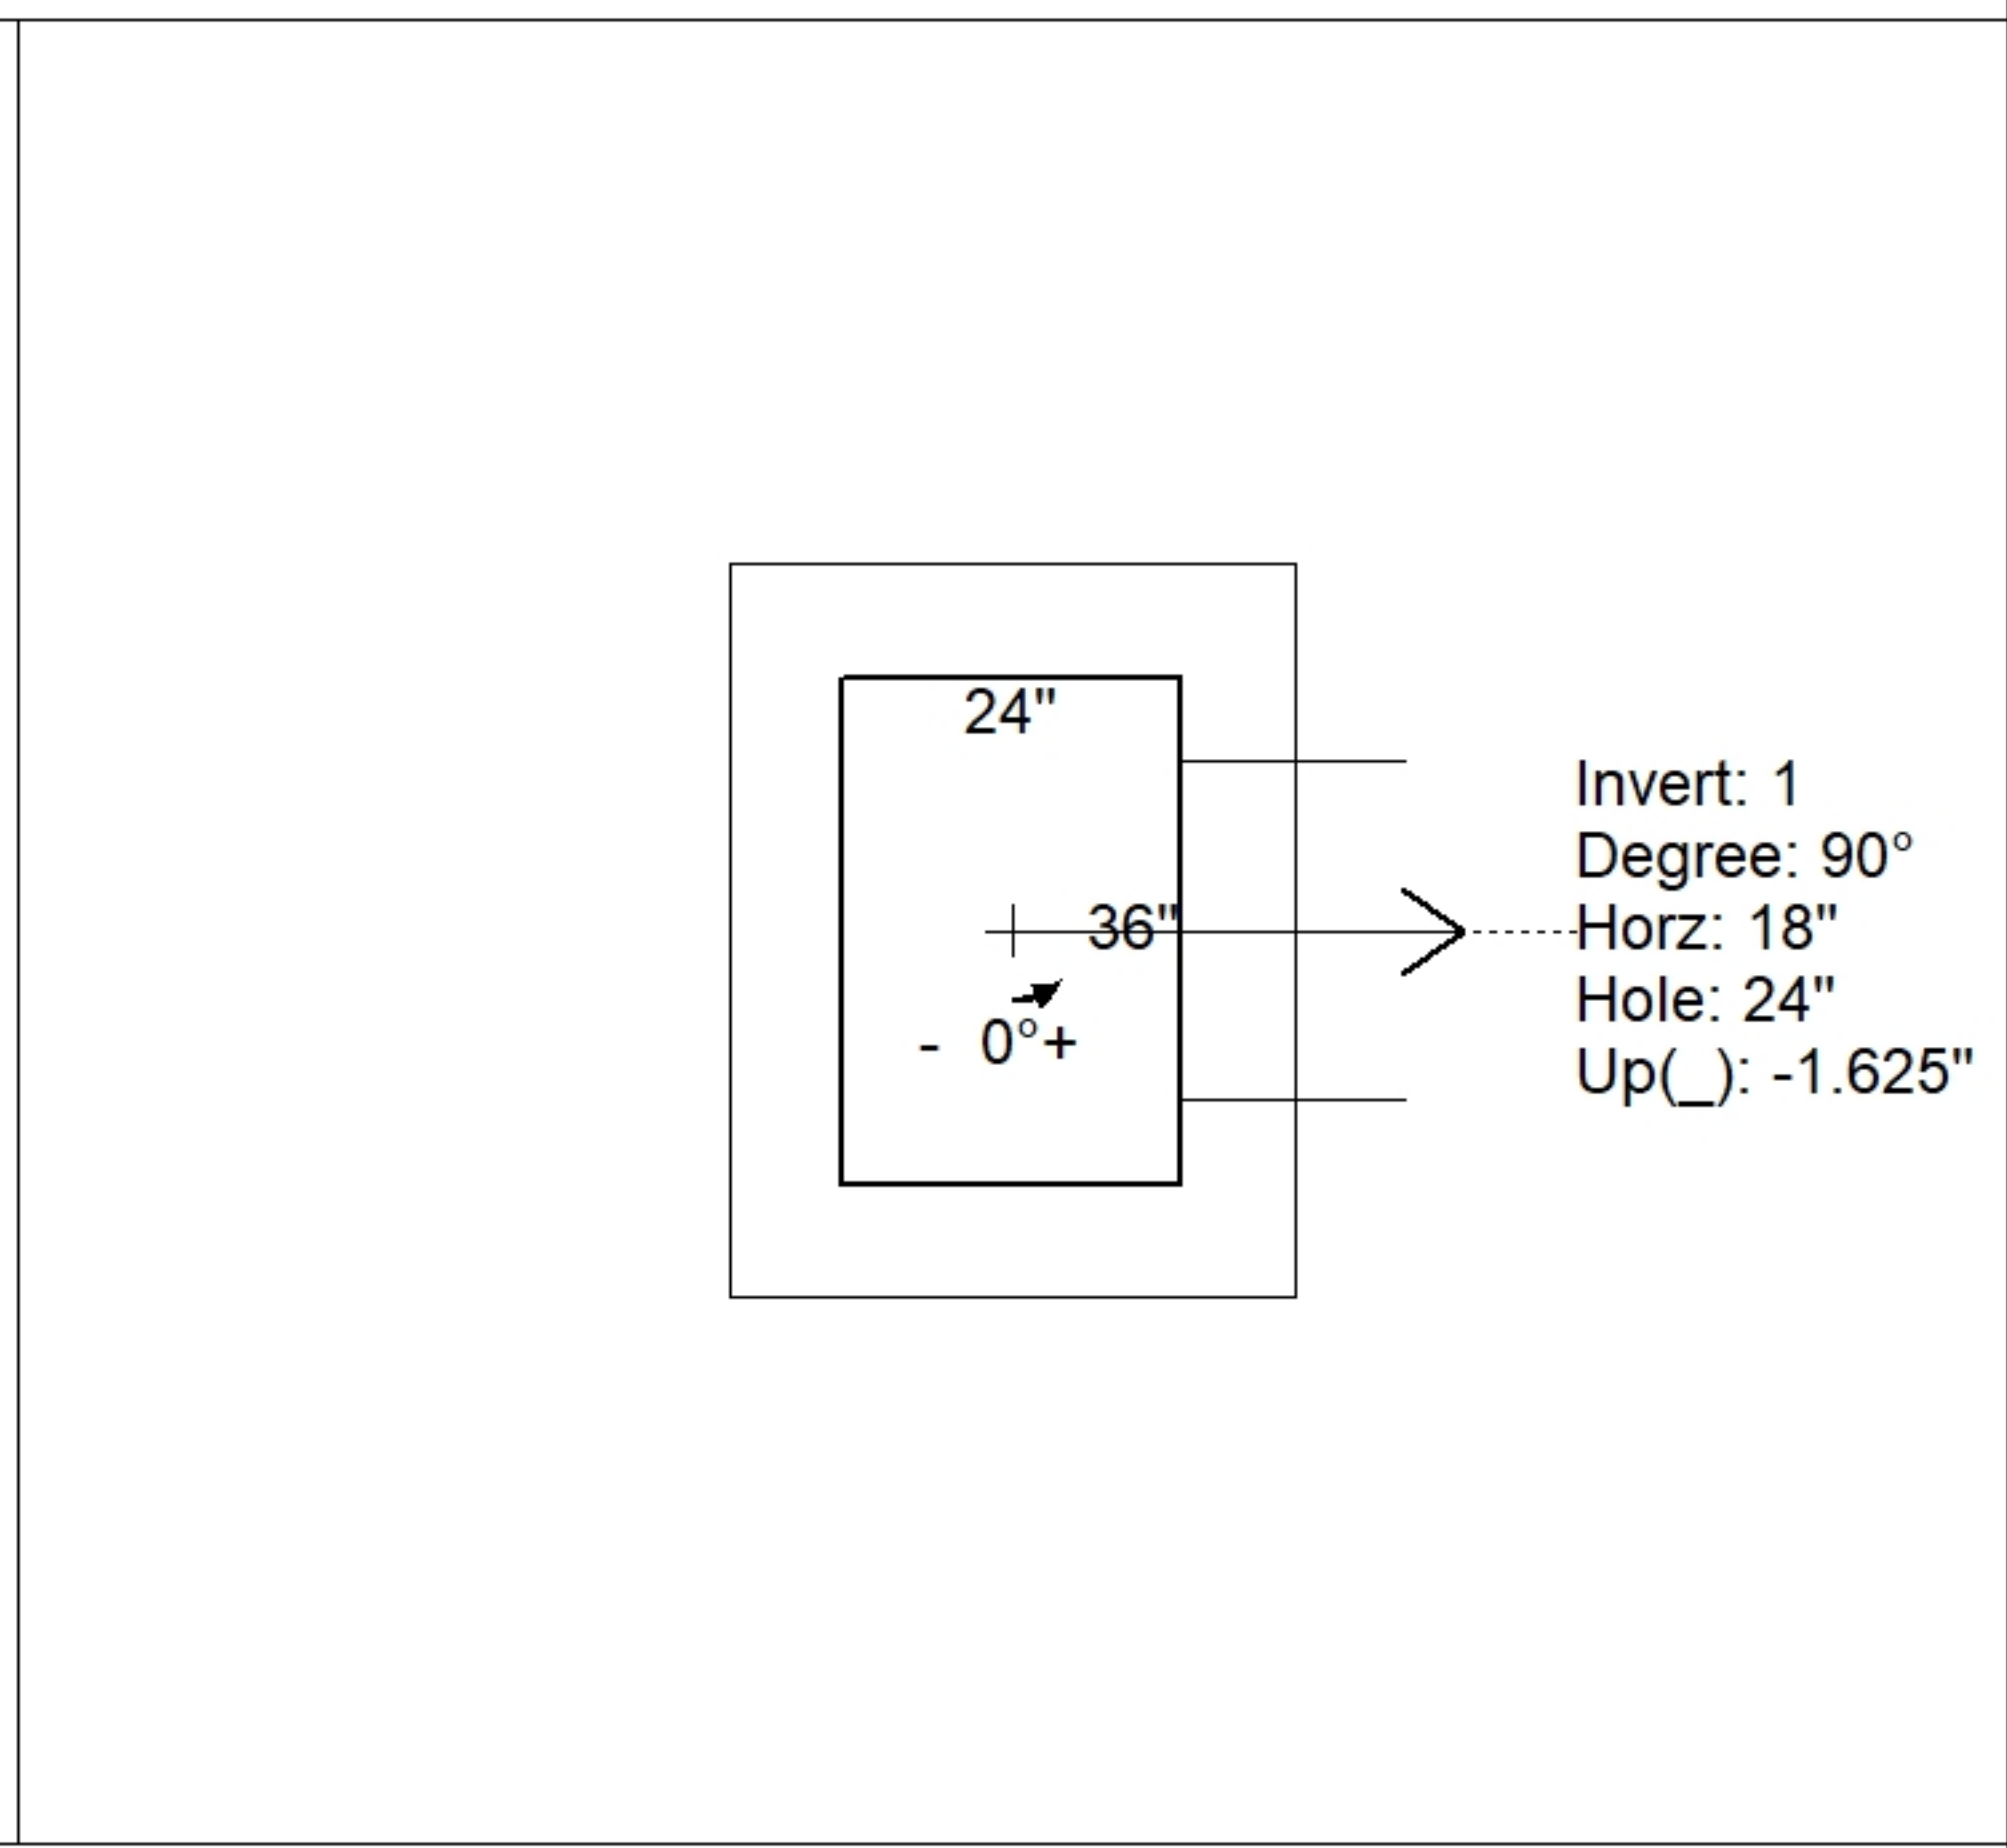 24"
36"
- 0°+
Invert: 1
Degree: 90°
Horz: 18"
Hole: 24"
Up(_): -1.625"